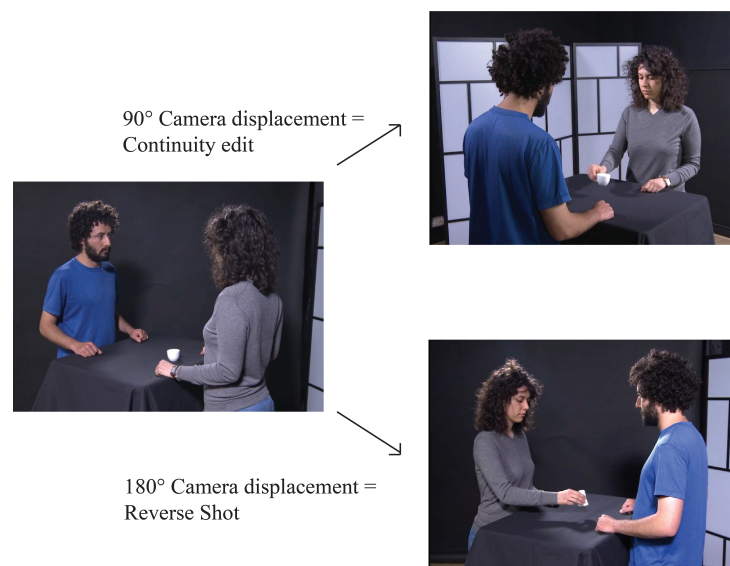 90° Camera displacement =
Continuity edit
180° Camera displacement =
Reverse Shot